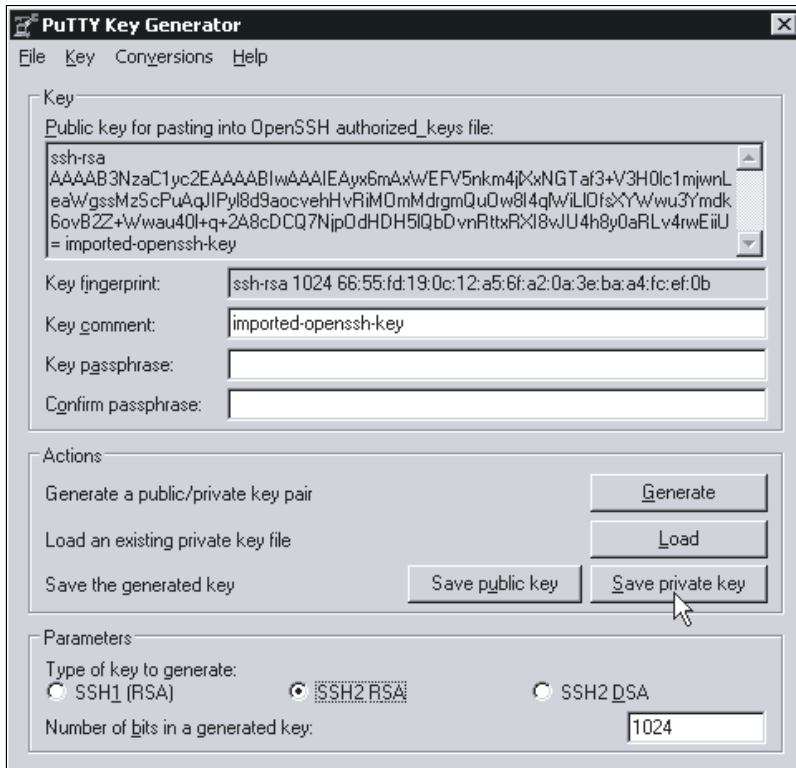 PuTTY Key Generator
File Key Conversions Help
Key
Public key for pasting into OpenSSH authorized_keys file:
ssh-rsa
AAAAB3NzaC1yc2EAAAABIwAAAIEAyx6mAxWEFV5nkm4jXxNGTaf3+V3H0lc1mjwnL
eaWgssMzScPuAqJIPyl8d9aocvehHvRiMOmMdrgmQuOw8I4qlWiLIOfsXYWwu3Ymdk
6ovB2Z+Wwau40I+q+2A8cDCQ7NjpOdHDH5IQbDvnRttxRXI8vJU4h8y0aRLv4rwEiiU
= imported-openssh-key
Key fingerprint: ssh-rsa 1024 66:55:fd:19:0c:12:a5:6f:a2:0a:3e:ba:a4:fc:ef:0b
Key comment: imported-openssh-key
Key passphrase:
Confirm passphrase:
Actions
Generate a public/private key pair Generate
Load an existing private key file Load
Save the generated key Save public key Save private key
Parameters
Type of key to generate:
SSH1 (RSA) SSH2 RSA SSH2 DSA
Number of bits in a generated key: 1024